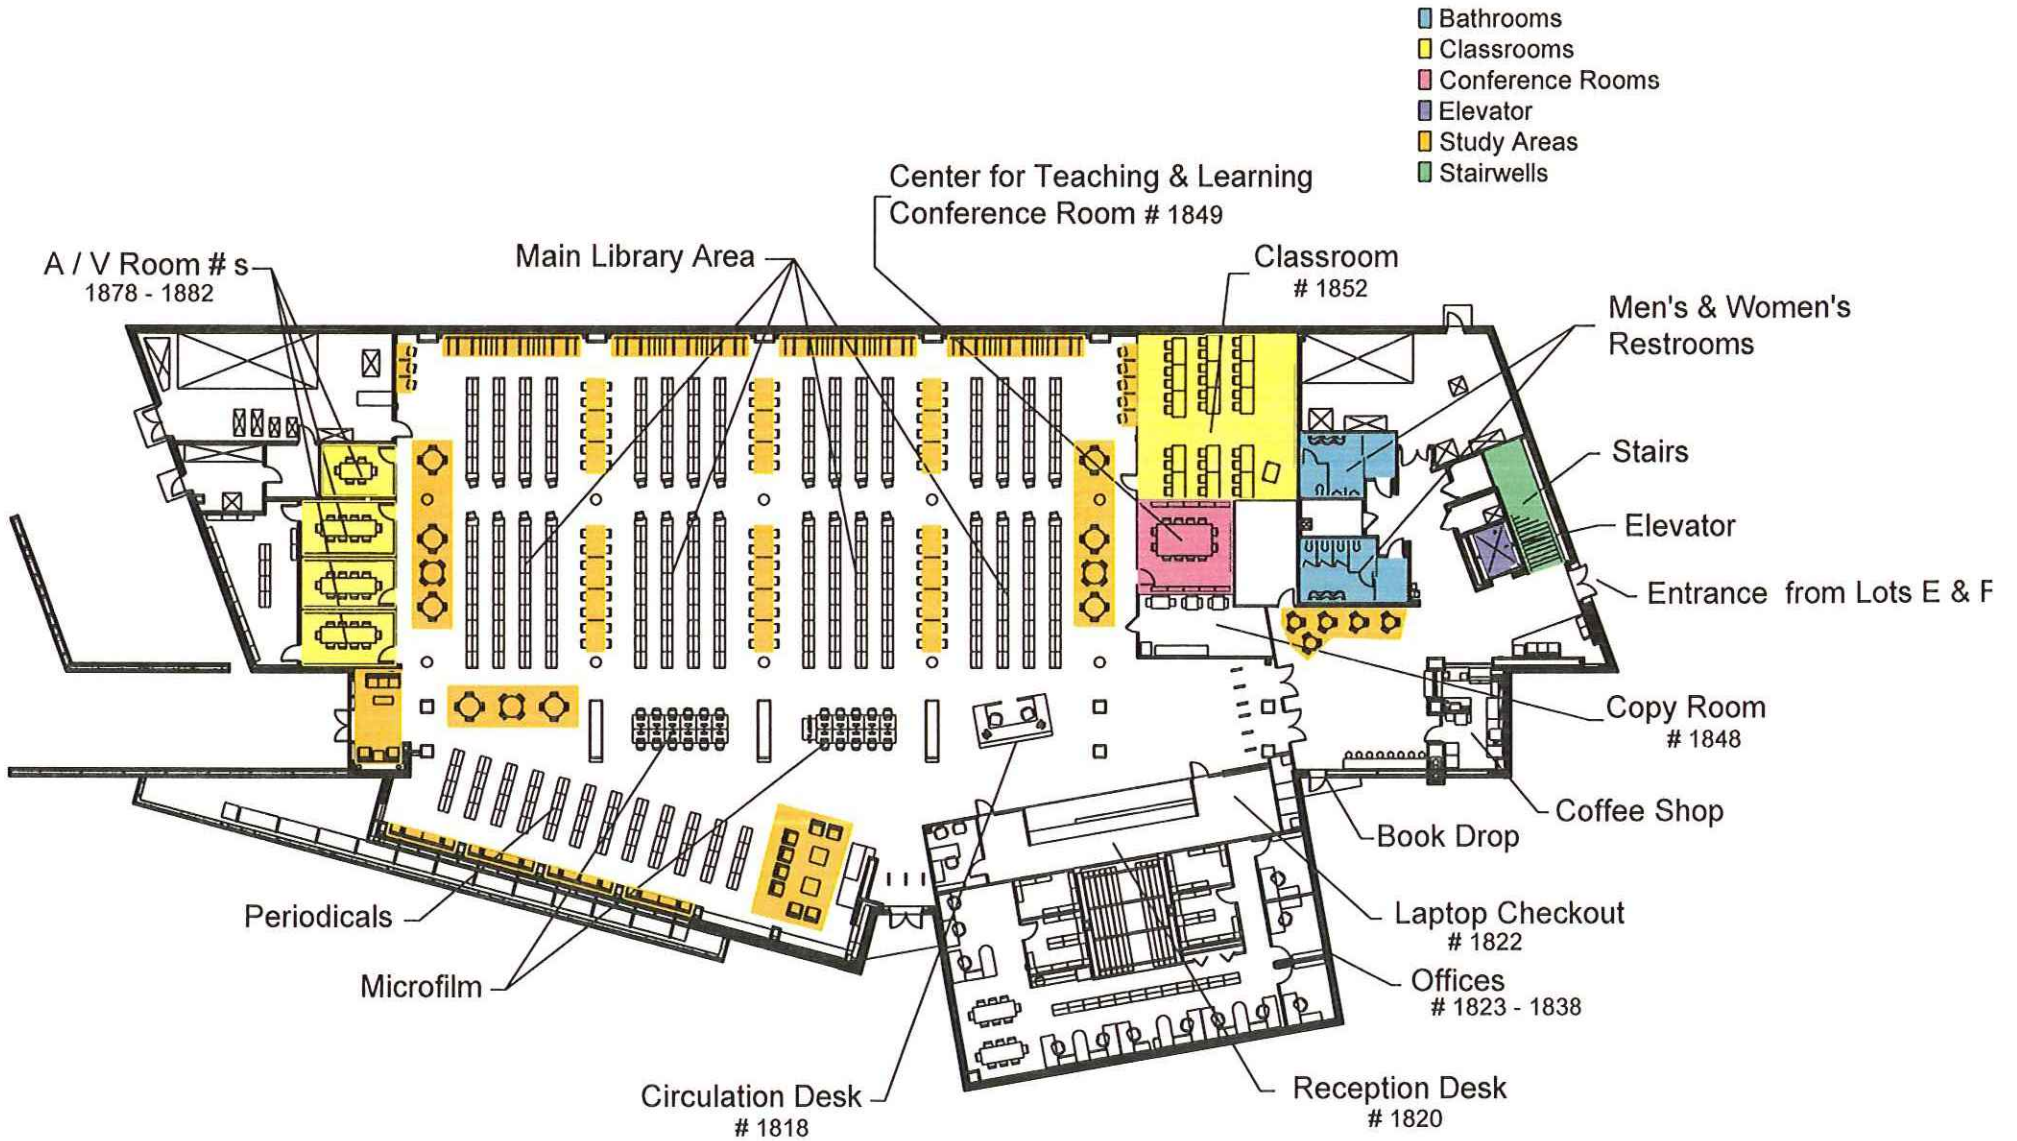 Bathrooms
Classrooms
Conference Rooms
Elevator
Study Areas
Stairwells
Center for Teaching & Learning
Conference Room # 1849
A / V Room # s
1878 - 1882
Main Library Area
Classroom
# 1852
Men's & Women's
Restrooms
Stairs
Elevator
Entrance from Lots E & F
Copy Room
# 1848
Coffee Shop
Book Drop
Laptop Checkout
# 1822
Periodicals
Microfilm
Offices
# 1823 - 1838
Circulation Desk
# 1818
Reception Desk
# 1820